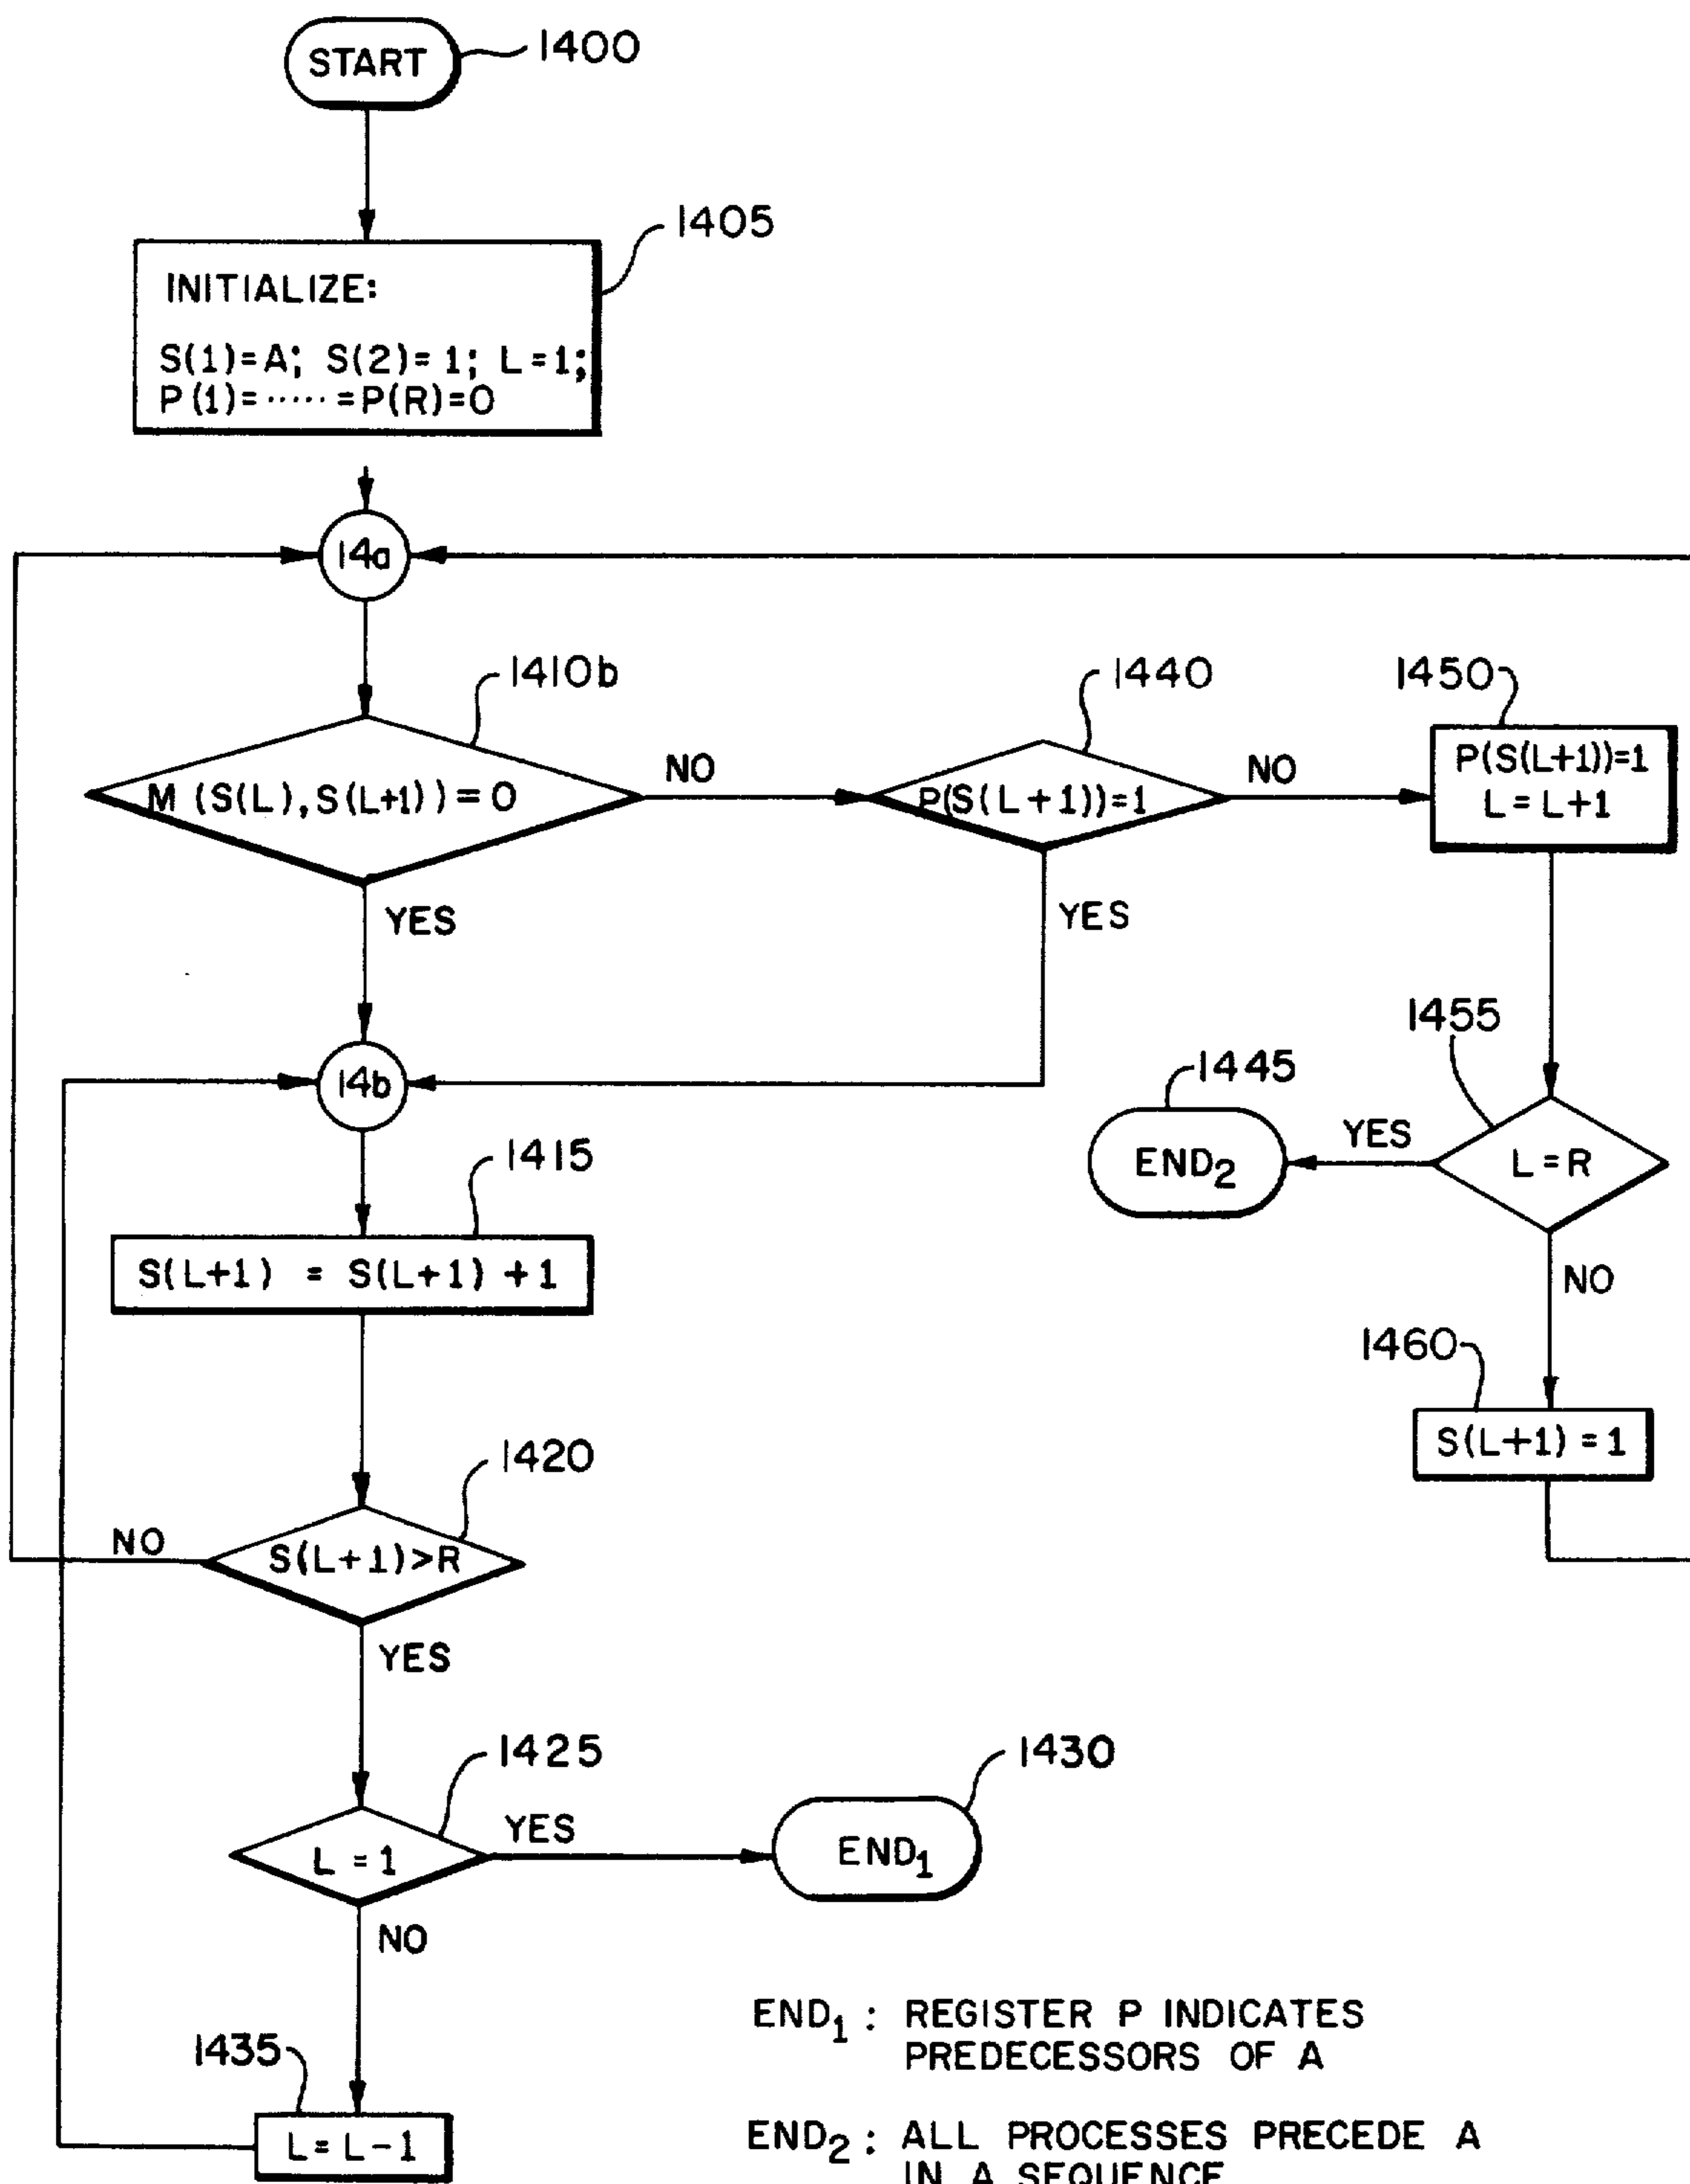 START
1400
1405
INITIALIZE:
S(1)=A; S(2)=1; L=1;
P(1)=·····=P(R)=0
14a
1410b
M (S(L),S(L+1))=0
NO
YES
1440
P(S(L+1))=1
NO
YES
1450
P(S(L+1))=1
L=L+1
14b
1455
L=R
YES
NO
1445
END₂
1415
S(L+1) = S(L+1) +1
1460
S(L+1)=1
1420
S(L+1)>R
NO
YES
1425
L=1
YES
NO
1430
END₁
1435
L=L-1
END₁: REGISTER P INDICATES
PREDECESSORS OF A
END₂: ALL PROCESSES PRECEDE A
IN A SEQUENCE